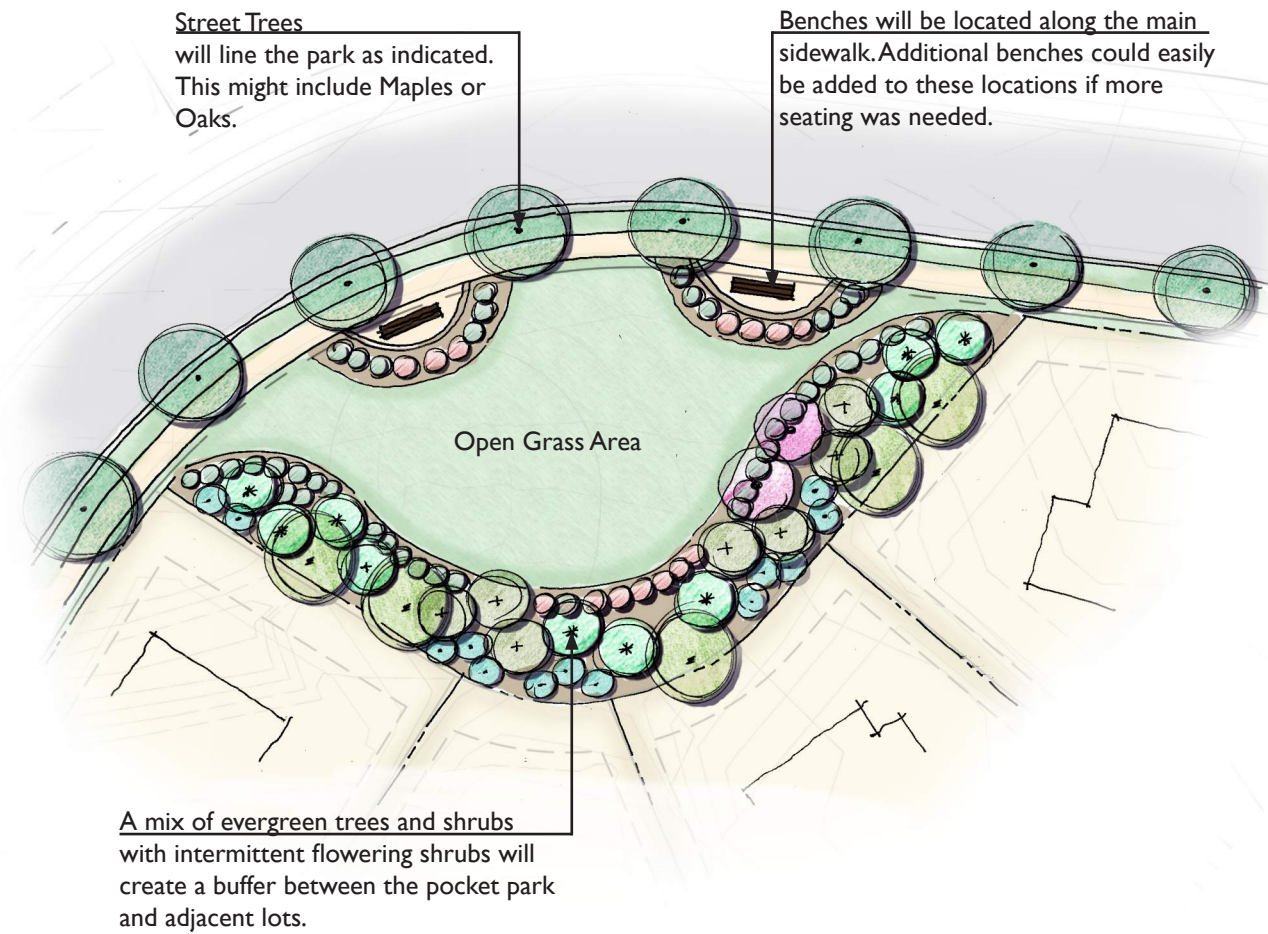 Street Trees
will line the park as indicated.
This might include Maples or
Oaks.
Benches will be located along the main
sidewalk. Additional benches could easily
be added to these locations if more
seating was needed.
Open Grass Area
A mix of evergreen trees and shrubs
with intermittent flowering shrubs will
create a buffer between the pocket park
and adjacent lots.